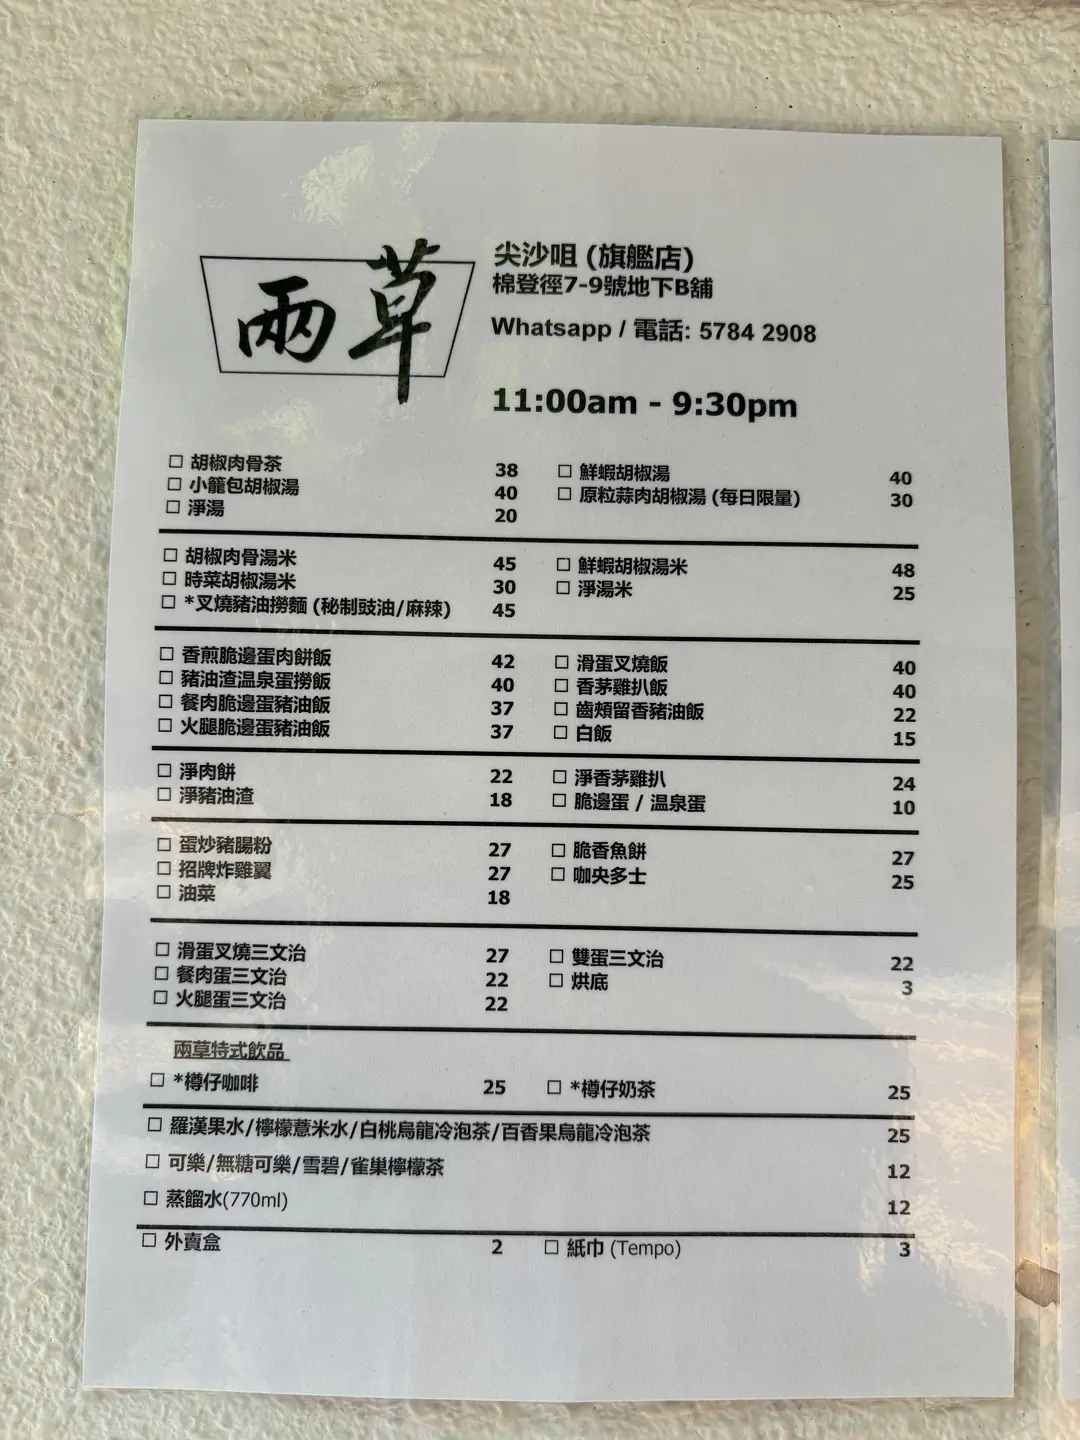 兩草
尖沙咀 (旗艦店)
棉登徑7-9號地下B舖
Whatsapp / 電話: 5784 2908
11:00am - 9:30pm
☐ 胡椒肉骨茶 38 ☐ 鮮蝦胡椒湯 40
☐ 小籠包胡椒湯 40 ☐ 原粒蒜肉胡椒湯 (每日限量) 30
☐ 淨湯 20
☐ 胡椒肉骨湯米 45 ☐ 鮮蝦胡椒湯米 48
☐ 時菜胡椒湯米 30 ☐ 淨湯米 25
☐ *叉燒豬油撈麵 (秘制豉油/麻辣) 45
☐ 香煎脆邊蛋肉餅飯 42 ☐ 滑蛋叉燒飯 40
☐ 豬油渣温泉蛋撈飯 40 ☐ 香茅雞扒飯 40
☐ 餐肉脆邊蛋豬油飯 37 ☐ 齒頰留香豬油飯 22
☐ 火腿脆邊蛋豬油飯 37 ☐ 白飯 15
☐ 淨肉餅 22 ☐ 淨香茅雞扒 24
☐ 淨豬油渣 18 ☐ 脆邊蛋 / 温泉蛋 10
☐ 蛋炒豬腸粉 27 ☐ 脆香魚餅 27
☐ 招牌炸雞翼 27 ☐ 咖央多士 25
☐ 油菜 18
☐ 滑蛋叉燒三文治 27 ☐ 雙蛋三文治 22
☐ 餐肉蛋三文治 22 ☐ 烘底 3
☐ 火腿蛋三文治 22
兩草特式飲品
☐ *樽仔咖啡 25 ☐ *樽仔奶茶 25
☐ 羅漢果水/檸檬薏米水/白桃烏龍冷泡茶/百香果烏龍冷泡茶 25
☐ 可樂/無糖可樂/雪碧/雀巢檸檬茶 12
☐ 蒸餾水(770ml) 12
☐ 外賣盒 2 ☐ 紙巾 (Tempo) 3